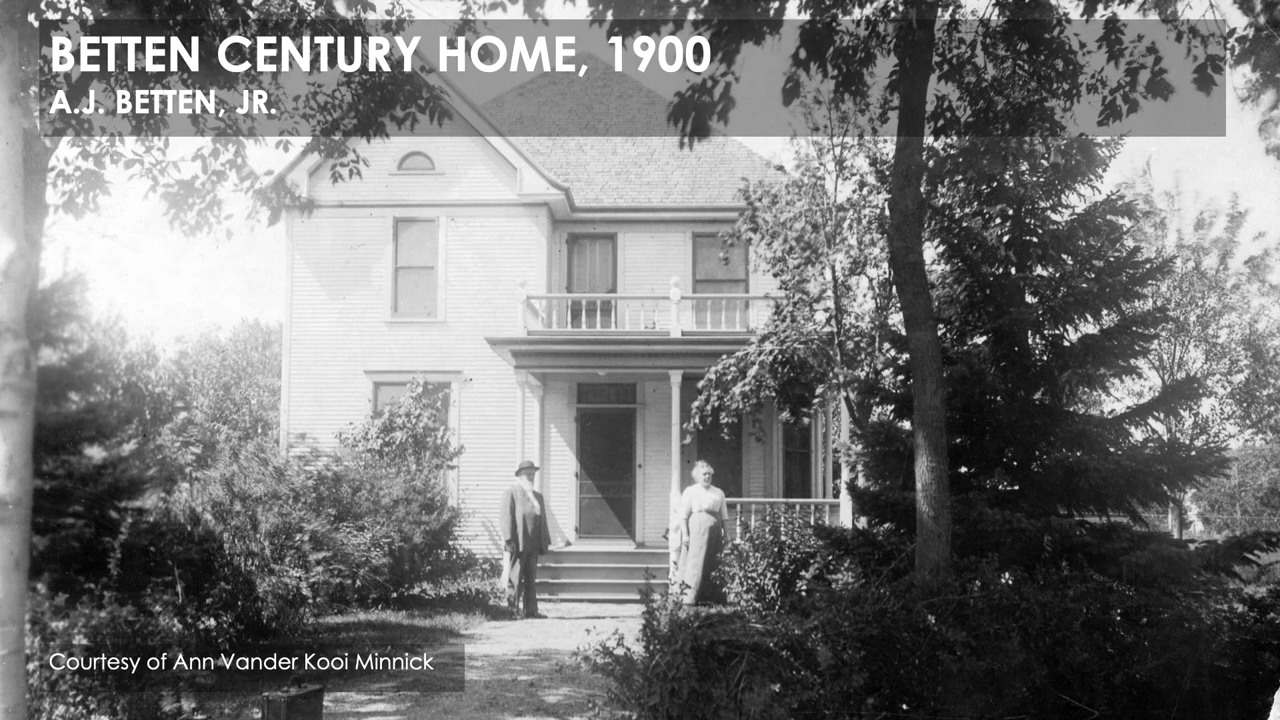 BETTEN CENTURY HOME, 1900
A.J. BETTEN, JR.
Courtesy of Ann Vander Kooi Minnick